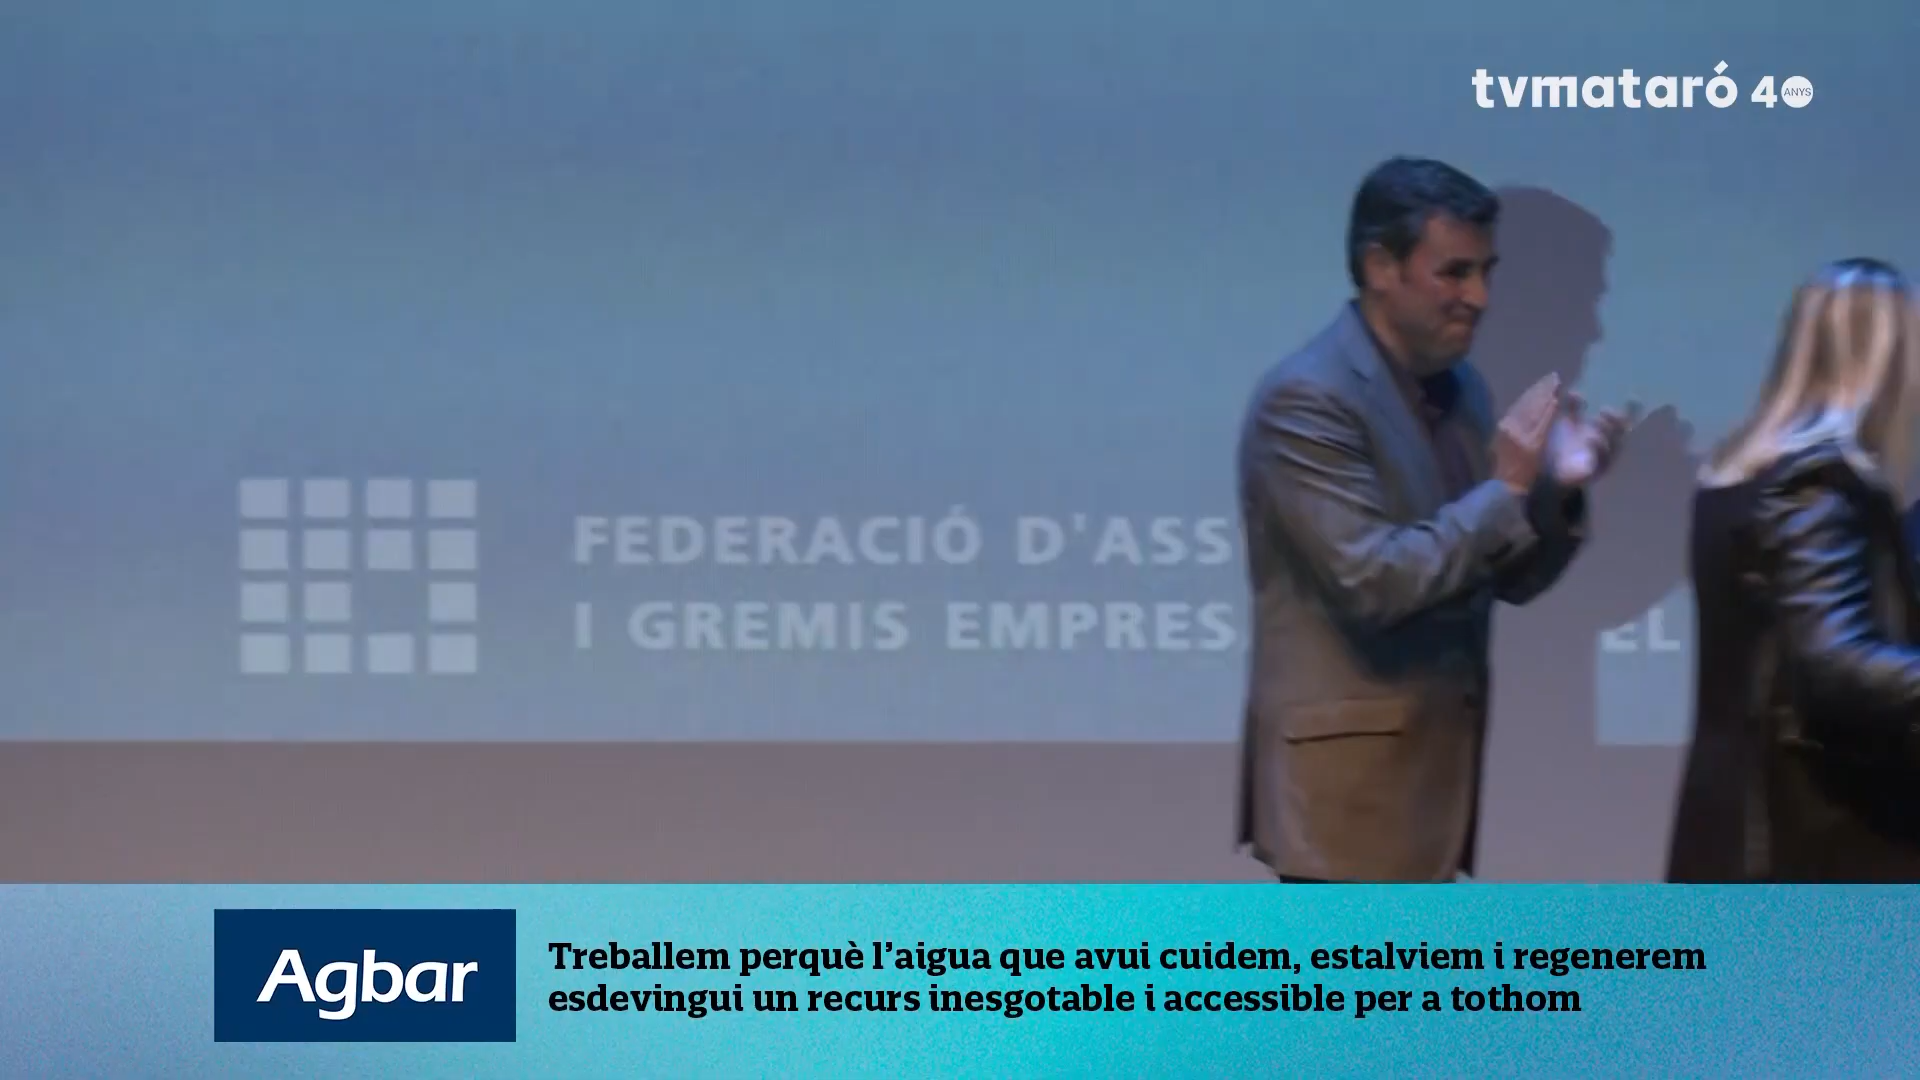 tvmataró 40
ANYS
FEDERACIÓ D'ASS
I GREMIS EMPRES
EL
Agbar
Treballem perquè l’aigua que avui cuidem, estalviem i regenerem
esdevingui un recurs inesgotable i accessible per a tothom